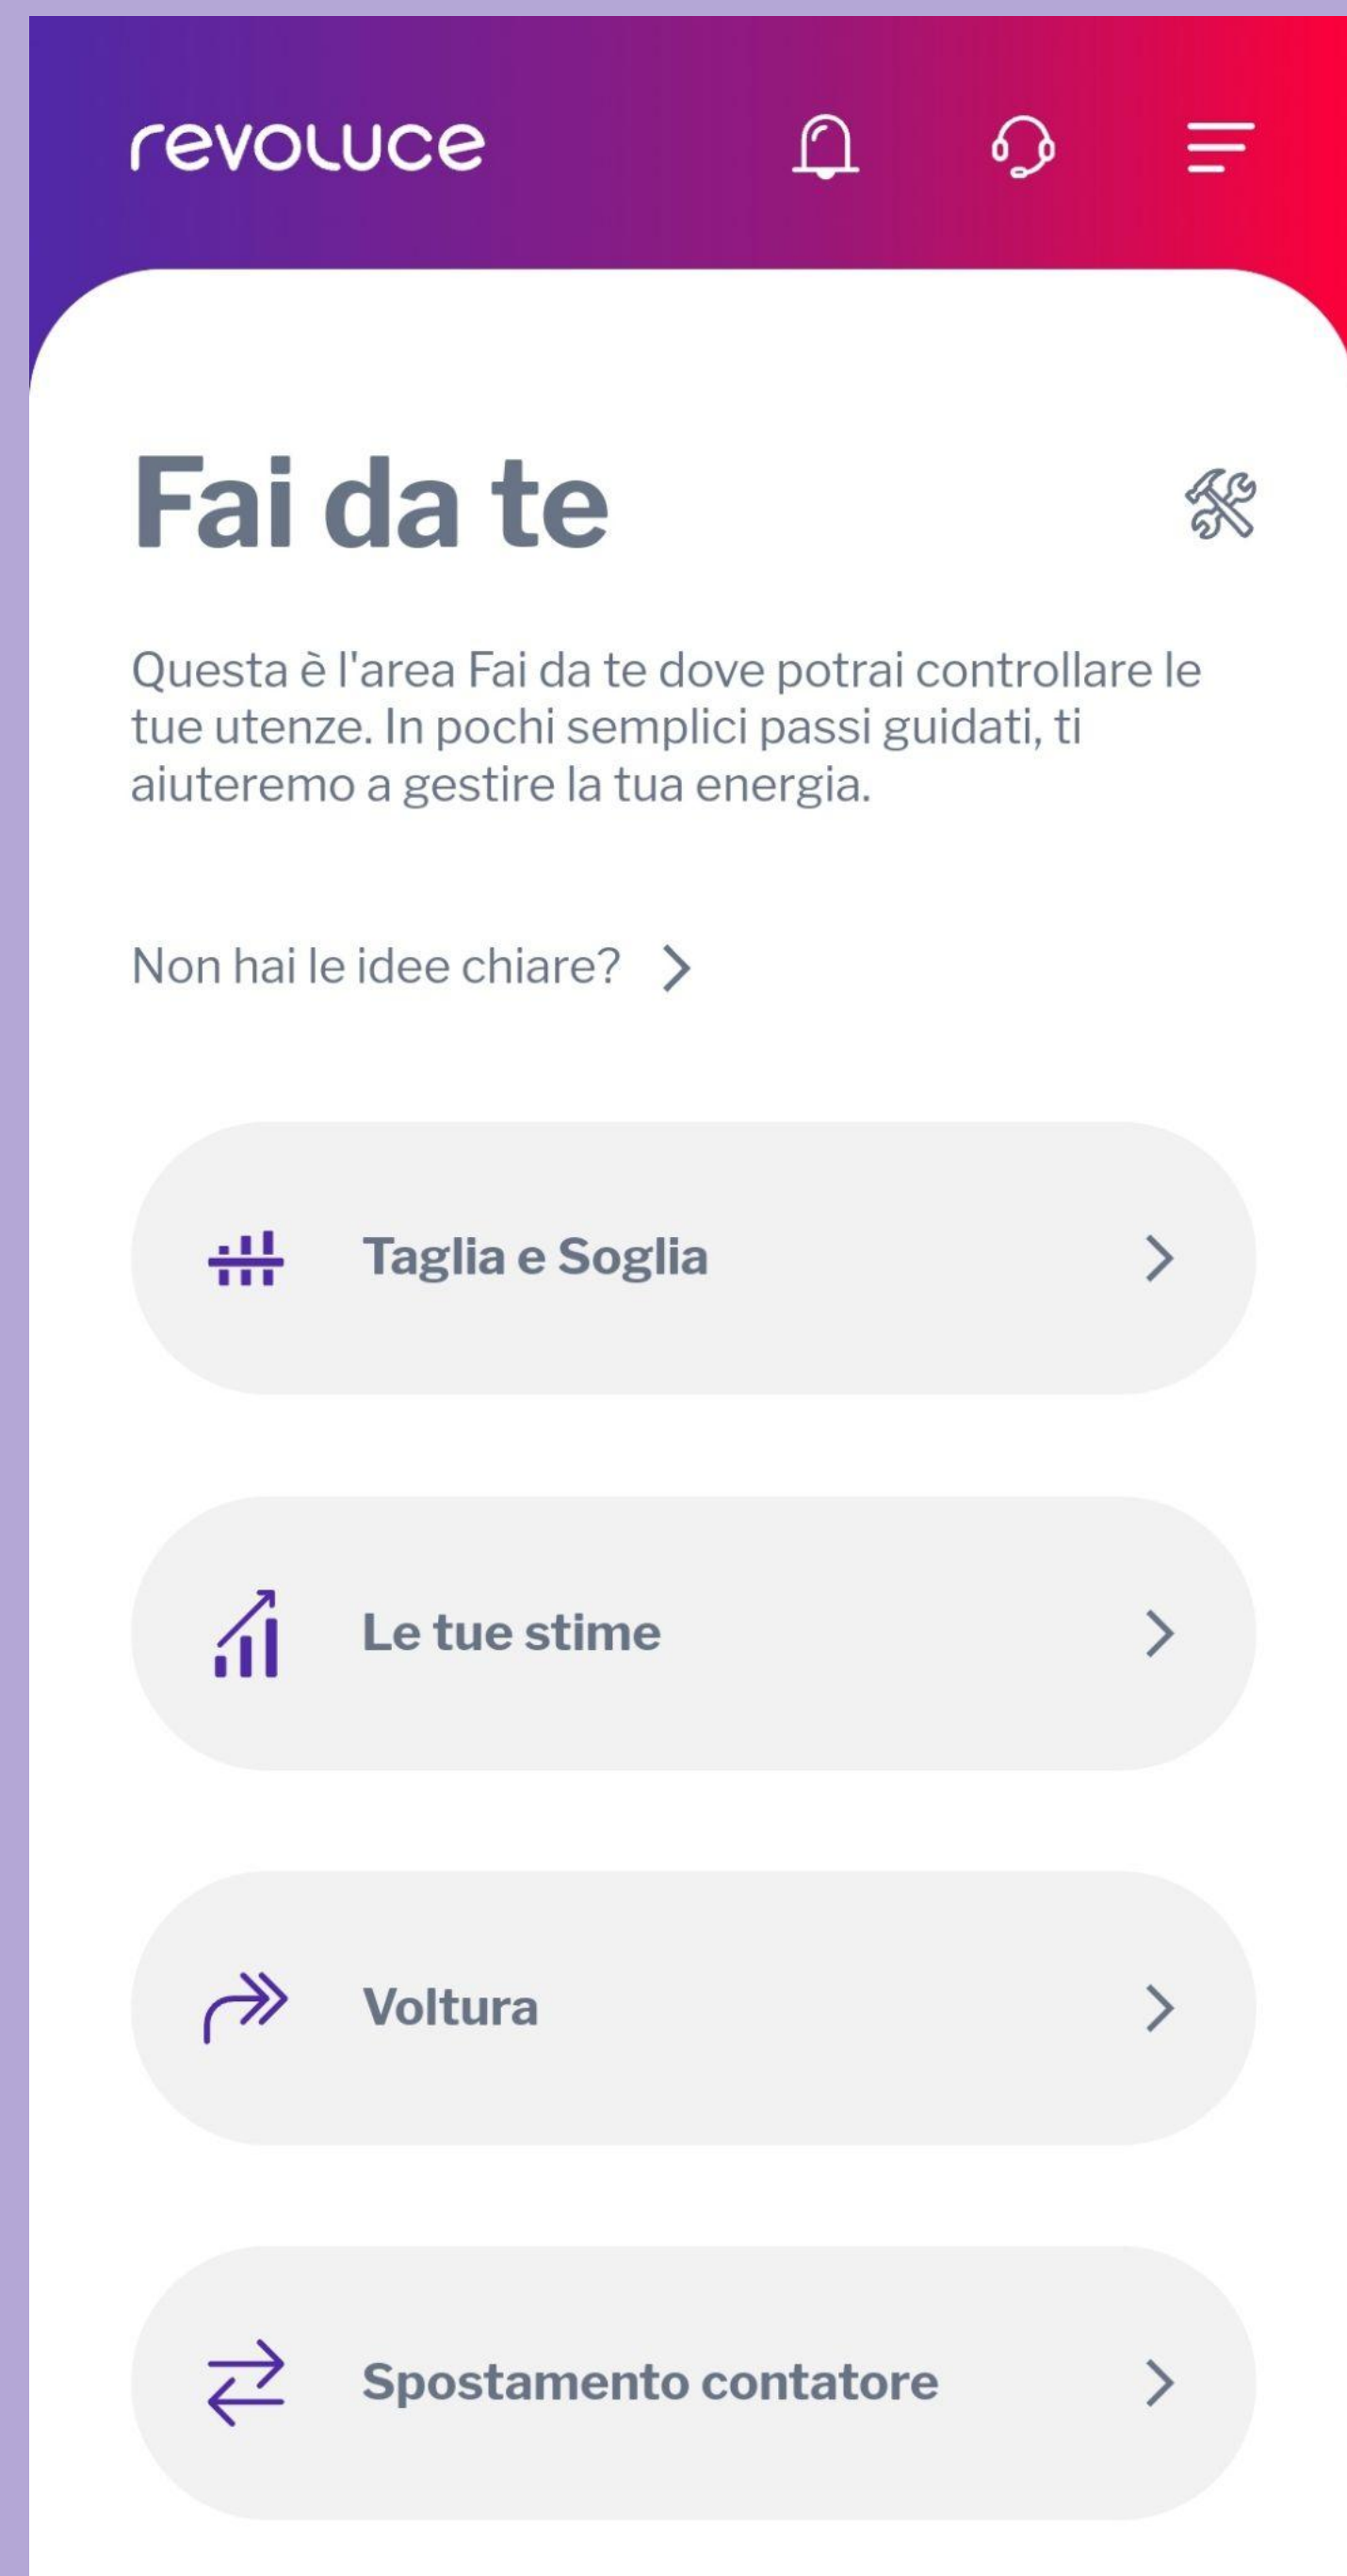 revoluce
Fai da te
Questa è l'area Fai da te dove potrai controllare le
tue utenze. In pochi semplici passi guidati, ti
aiuteremo a gestire la tua energia.
Non hai le idee chiare?
Taglia e Soglia
Le tue stime
Voltura
Spostamento contatore